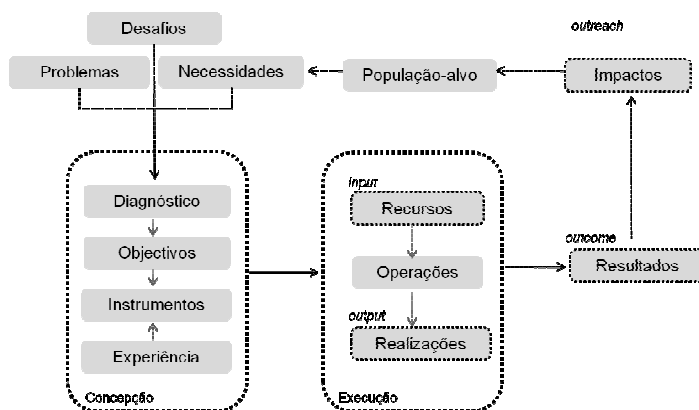 Desafios
outreach
Problemas
Necessidades
População-alvo
Impactos
Diagnóstico
Objectivos
Instrumentos
Experiência
Concepção
input
Recursos
Operações
output
Realizações
Execução
outcome
Resultados